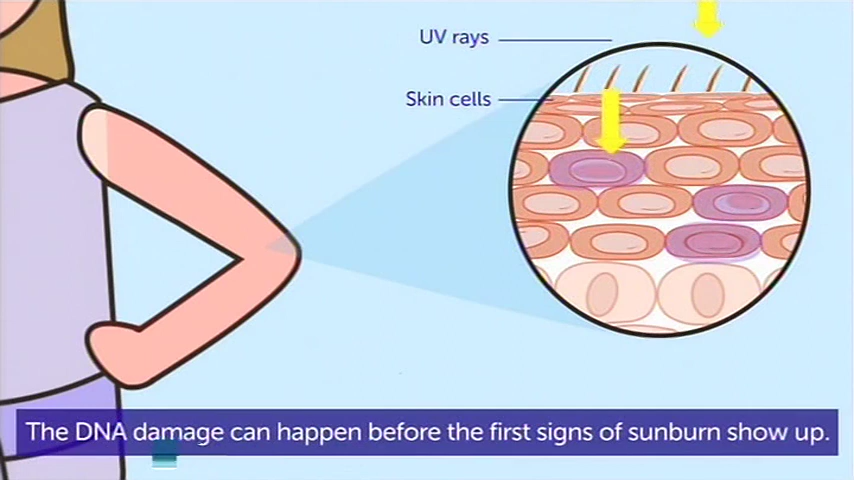 UV rays
Skin cells
The DNA damage can happen before the first signs of sunburn show up.